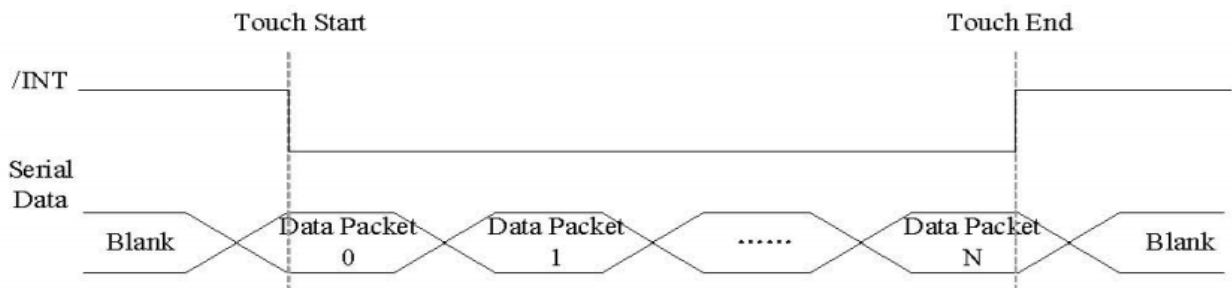 Touch Start
Touch End
/INT
Serial
Data
Blank
Data Packet
0
Data Packet
1
......
Data Packet
N
Blank